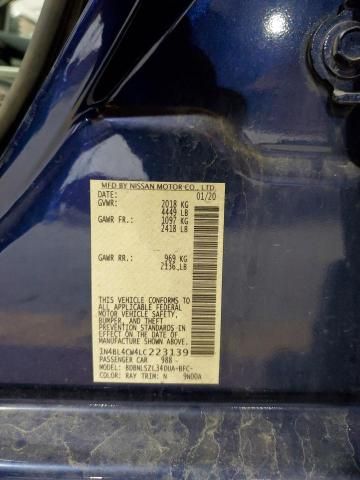 MFD BY NISSAN MOTOR CO., LTD.
DATE: 01/20
GVWR: 2018 KG
4449 LB
GAWR FR: 1097 KG
2418 LB
GAWR RR: 969 KG
2136 LB
THIS VEHICLE CONFORMS TO ALL
APPLICABLE FEDERAL
MOTOR VEHICLE SAFETY,
BUMPER, AND THEFT
PREVENTION STANDARDS IN
EFFECT ON THE DATE OF
MANUFACTURE SHOWN ABOVE.
1N4BL4CW4LC223139
PASSENGER CAR 988 -
MODEL: BDBNLSZL34DUA-BFC-
COLOR: RAY TRIM: N 9N00A